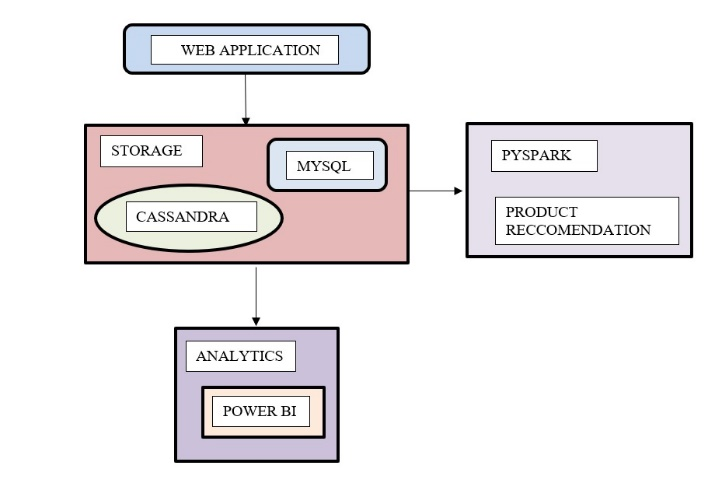 WEB APPLICATION
STORAGE
MYSQL
CASSANDRA
PYSPARK
PRODUCT
RECCOMENDATION
ANALYTICS
POWER BI